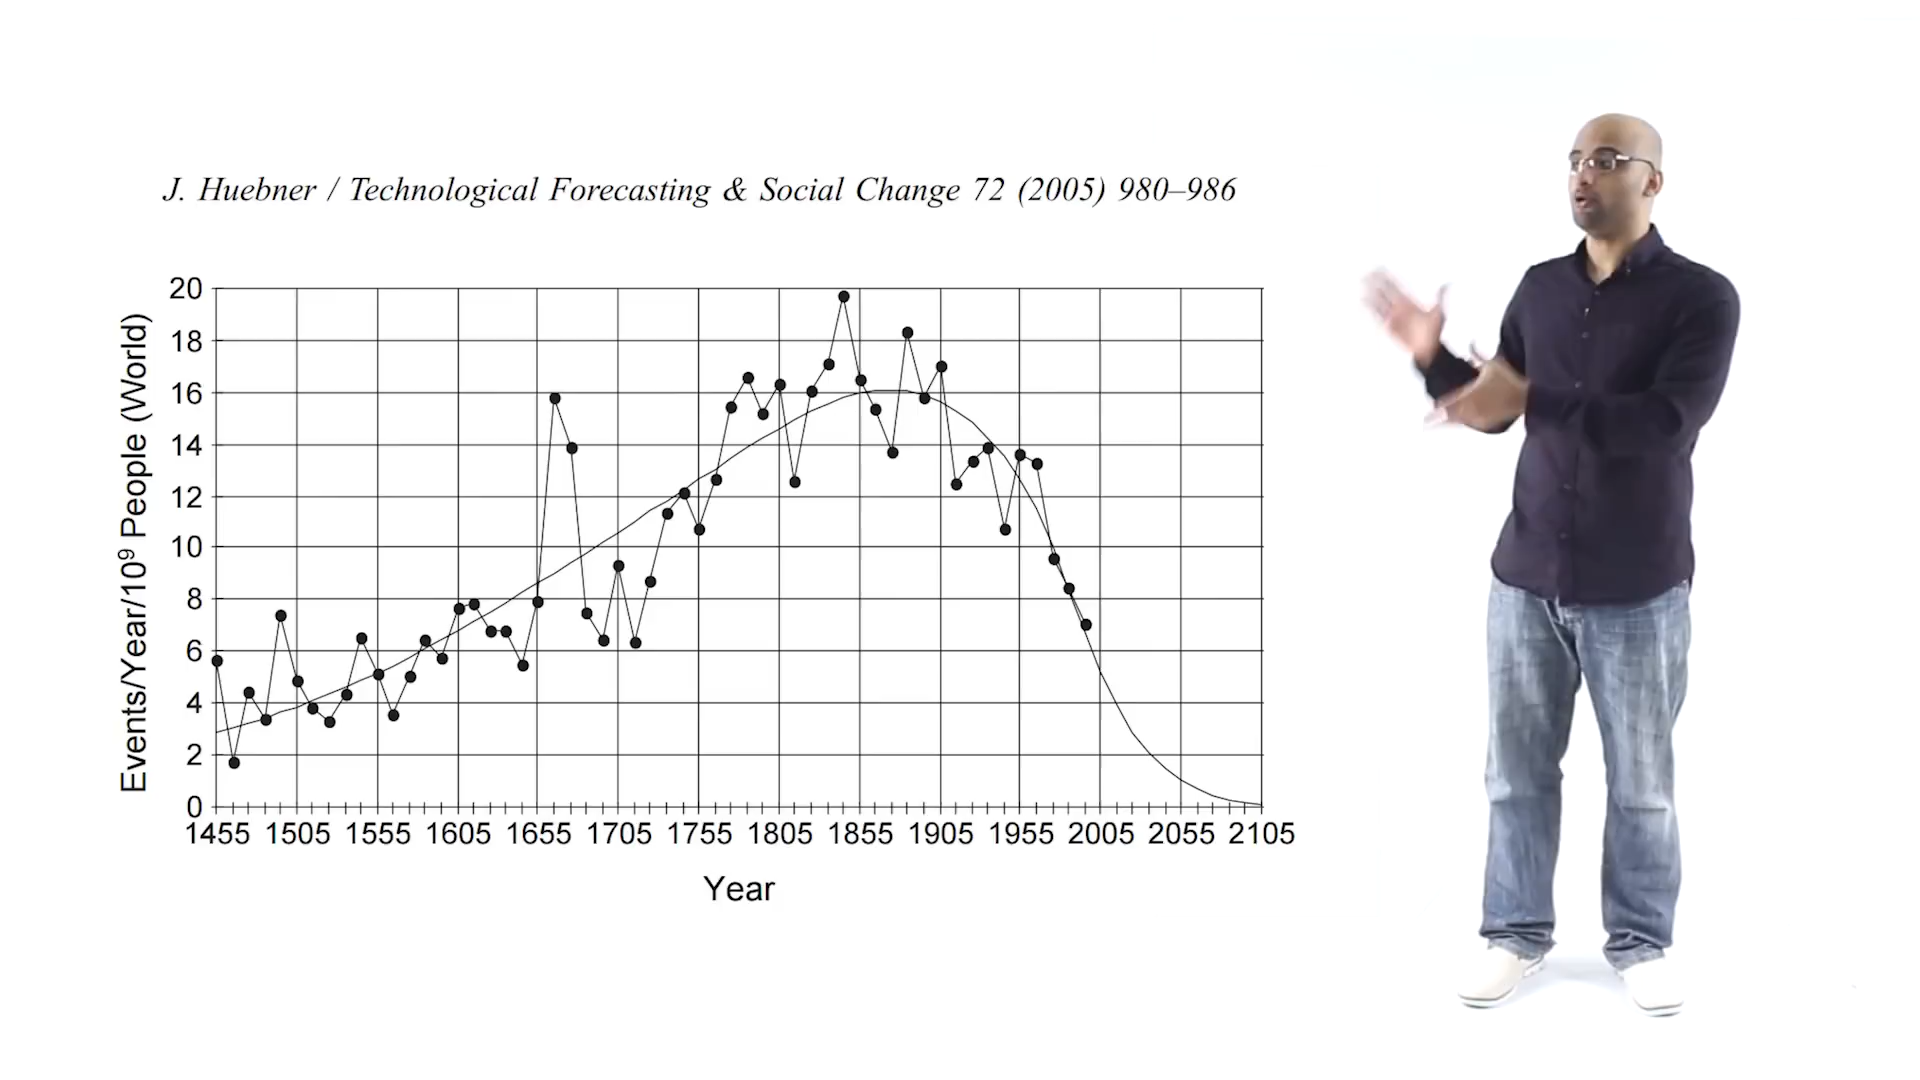 J. Huebner / Technological Forecasting & Social Change 72 (2005) 980–986
Events/Year/10⁹ People (World)
20
18
16
14
12
10
8
6
4
2
0
1455 1505 1555 1605 1655 1705 1755 1805 1855 1905 1955 2005 2055 2105
Year